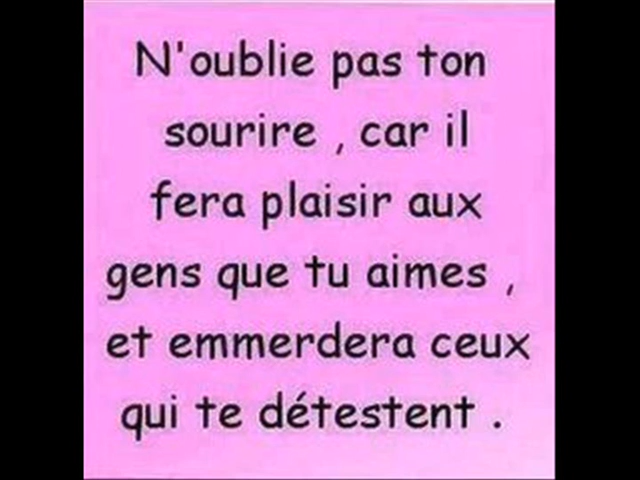 N'oublie pas ton
sourire , car il
fera plaisir aux
gens que tu aimes ,
et emmerdera ceux
qui te détestent .